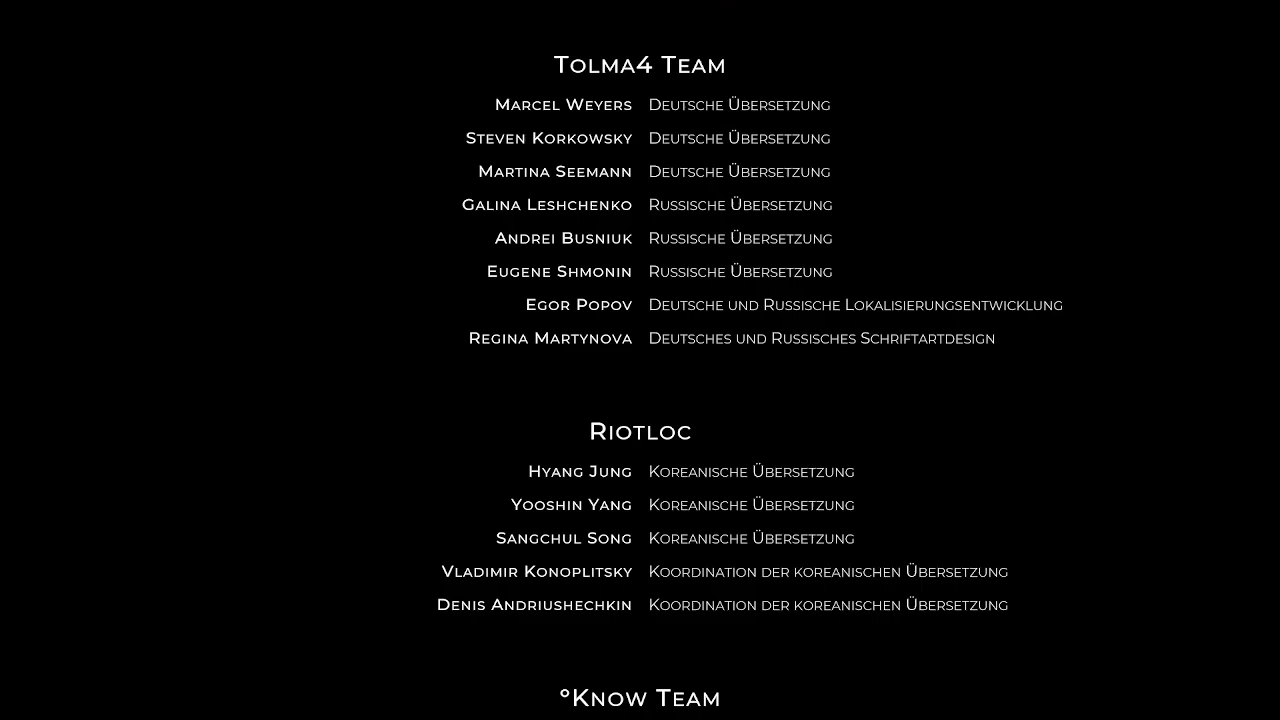 Tolma4 Team
Marcel Weyers Deutsche Übersetzung
Steven Korkowsky Deutsche Übersetzung
Martina Seemann Deutsche Übersetzung
Galina Leshchenko Russische Übersetzung
Andrei Busniuk Russische Übersetzung
Eugene Shmonin Russische Übersetzung
Egor Popov Deutsche und Russische Lokalisierungsentwicklung
Regina Martynova Deutsches und Russisches Schriftartdesign
Riotloc
Hyang Jung Koreanische Übersetzung
Yooshin Yang Koreanische Übersetzung
Sangchul Song Koreanische Übersetzung
Vladimir Konoplitsky Koordination der koreanischen Übersetzung
Denis Andriushechkin Koordination der koreanischen Übersetzung
°Know Team